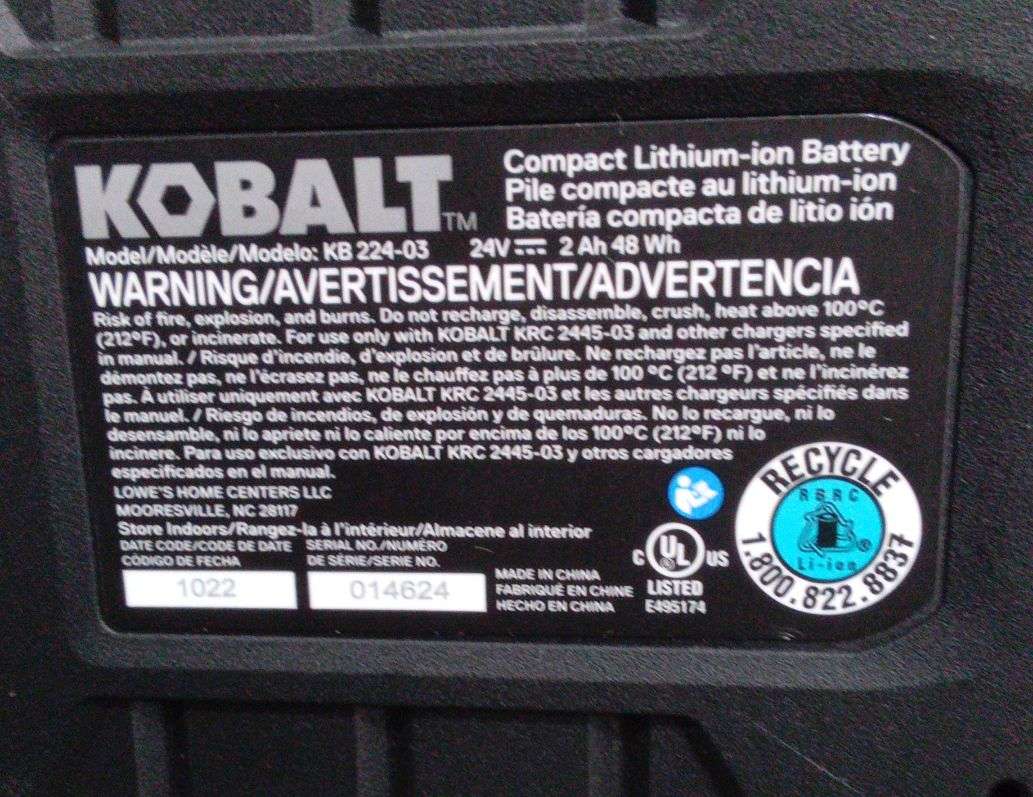 KOBALT™
Compact Lithium-ion Battery
Pile compacte au lithium-ion
Batería compacta de litio ión
Model/Modèle/Modelo: KB 224-03 24V 2 Ah 48 Wh
WARNING/AVERTISSEMENT/ADVERTENCIA
Risk of fire, explosion, and burns. Do not recharge, disassemble, crush, heat above 100°C
(212°F), or incinerate. For use only with KOBALT KRC 2445-03 and other chargers specified
in manual. / Risque d'incendie, d'explosion et de brûlure. Ne rechargez pas l'article, ne le
démontez pas, ne l'écrasez pas, ne le chauffez pas à plus de 100 °C (212 °F) et ne l'incinérez
pas. À utiliser uniquement avec KOBALT KRC 2445-03 et les autres chargeurs spécifiés dans
le manuel. / Riesgo de incendios, de explosión y de quemaduras. No lo recargue, ni lo
desensamble, ni lo apriete ni lo caliente por encima de los 100°C (212°F) ni lo
incinere. Para uso exclusivo con KOBALT KRC 2445-03 y otros cargadores
especificados en el manual.
LOWE'S HOME CENTERS LLC
MOORESVILLE, NC 28117
Store Indoors/Rangez-la à l'intérieur/Almacene al interior
DATE CODE/CODE DE DATE
CÓDIGO DE FECHA
1022
SERIAL NO./NUMÉRO
DE SÉRIE/SERIE NO.
014624
MADE IN CHINA
FABRIQUÉ EN CHINE
HECHO EN CHINA
C UL US
LISTED
E495174
RECYCLE
RBRC
®
Li-ion
1.800.822.8837